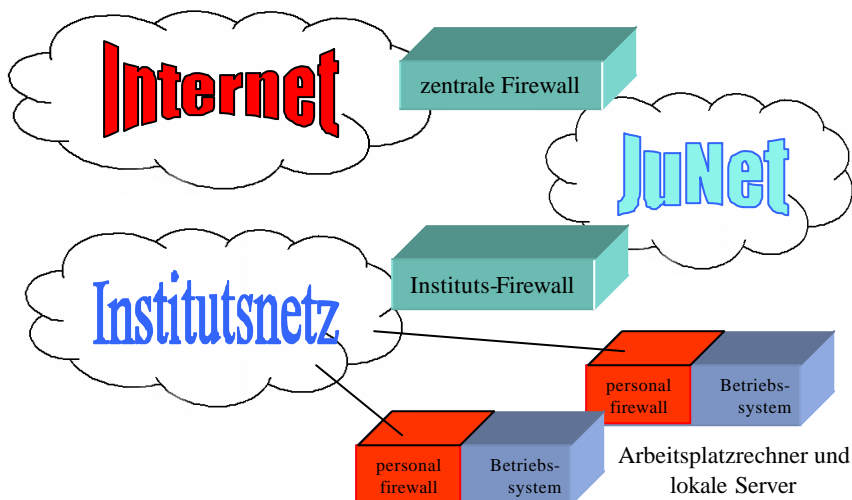 Internet
zentrale Firewall
JuNet
Instituts-Firewall
Institutsnetz
personal
firewall
Betriebs-
system
personal
firewall
Betriebs-
system
Arbeitsplatzrechner und
lokale Server